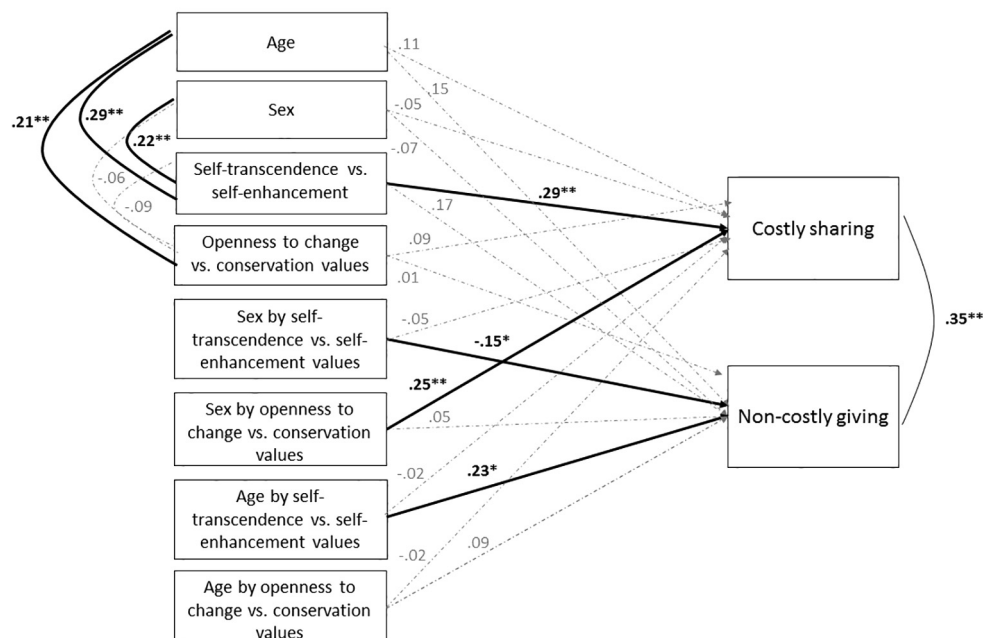 Age
Sex
Self-transcendence vs.
self-enhancement
Openness to change
vs. conservation values
Sex by self-
transcendence vs. self-
enhancement values
Sex by openness to
change vs. conservation
values
Age by self-
transcendence vs. self-
enhancement values
Age by openness to
change vs. conservation
values
.21**
.29**
.22**
-.06
-.09
.11
.15
-.05
-.07
.29**
.17
.09
.01
-.05
-.15*
.25**
.05
-.02
.23*
-.02
.09
Costly sharing
Non-costly giving
.35**